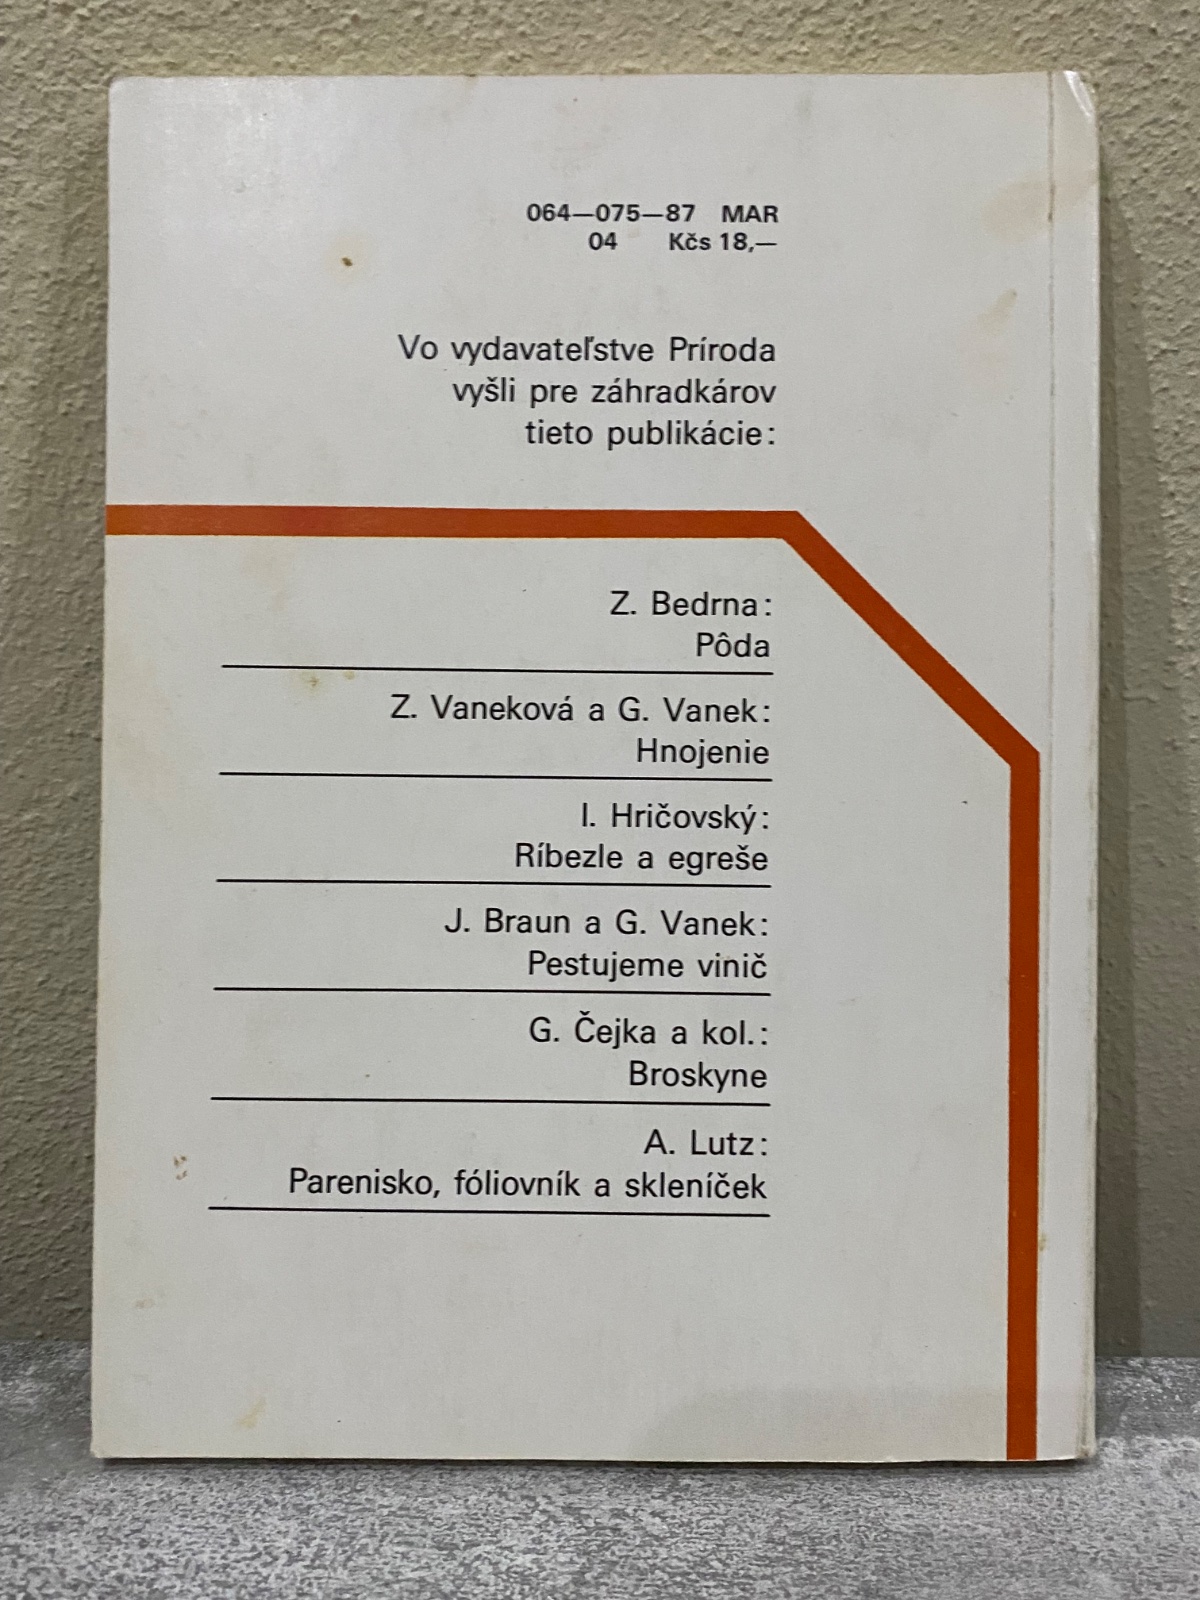 064—075—87 MAR
04 Kčs 18,—
Vo vydavateľstve Príroda
vyšli pre záhradkárov
tieto publikácie:
Z. Bedrna:
Pôda
Z. Vaneková a G. Vanek:
Hnojenie
I. Hričovský:
Ríbezle a egreše
J. Braun a G. Vanek:
Pestujeme vinič
G. Čejka a kol.:
Broskyne
A. Lutz:
Parenisko, fóliovník a skleníček